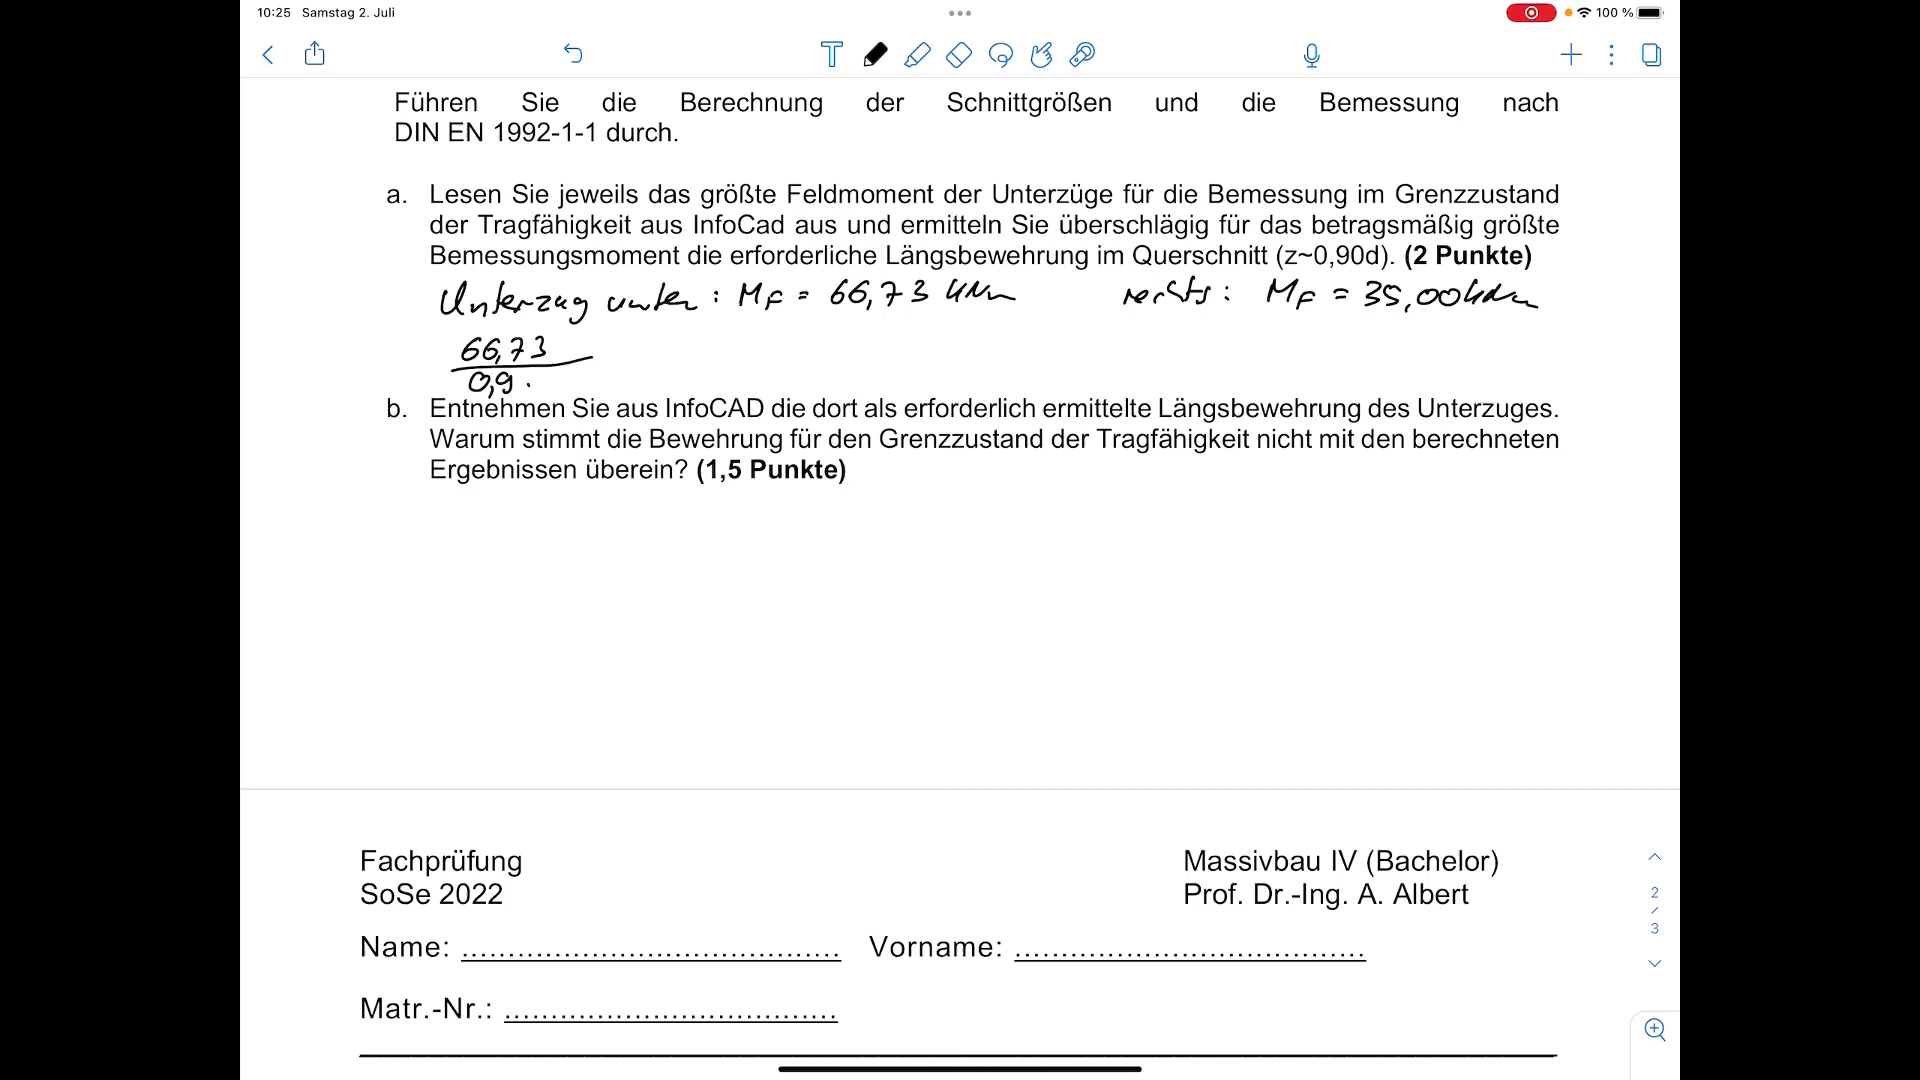 10:25 Samstag 2. Juli
100 %
Führen Sie die Berechnung der Schnittgrößen und die Bemessung nach
DIN EN 1992-1-1 durch.
a. Lesen Sie jeweils das größte Feldmoment der Unterzüge für die Bemessung im Grenzzustand
der Tragfähigkeit aus InfoCad aus und ermitteln Sie überschlägig für das betragsmäßig größte
Bemessungsmoment die erforderliche Längsbewehrung im Querschnitt (z~0,90d). (2 Punkte)
Unterzug unten : MF = 66,73 kNm rechts : MF = 35,00 kNm
66,73
0,9 ·
b. Entnehmen Sie aus InfoCAD die dort als erforderlich ermittelte Längsbewehrung des Unterzuges.
Warum stimmt die Bewehrung für den Grenzzustand der Tragfähigkeit nicht mit den berechneten
Ergebnissen überein? (1,5 Punkte)
Fachprüfung Massivbau IV (Bachelor)
SoSe 2022 Prof. Dr.-Ing. A. Albert
2
/
3
Name: ........................................ Vorname: .....................................
Matr.-Nr.: ...................................